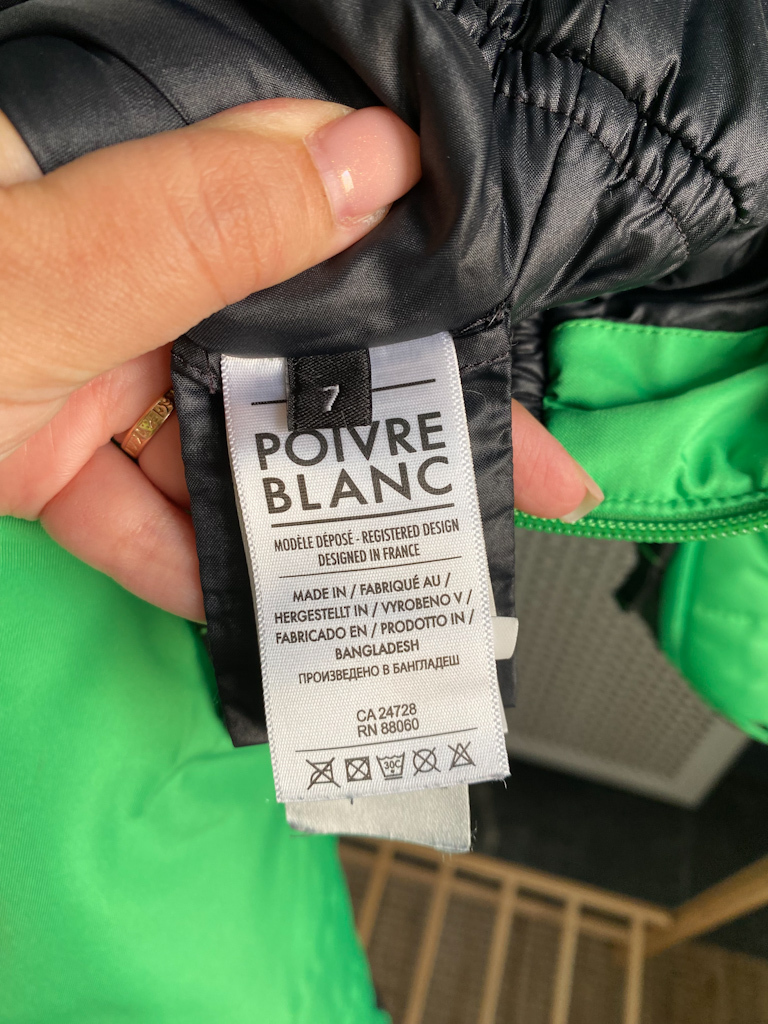 7
POIVRE
BLANC
MODÈLE DÉPOSÉ - REGISTERED DESIGN
DESIGNED IN FRANCE
MADE IN / FABRIQUÉ AU /
HERGESTELLT IN / VYROBENO V /
FABRICADO EN / PRODOTTO IN /
BANGLADESH
ПРОИЗВЕДЕНО В БАНГЛАДЕШ
CA 24728
RN 88060
30C